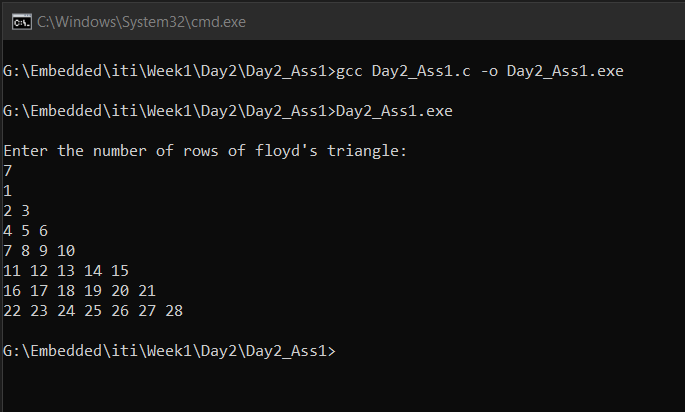 C:\Windows\System32\cmd.exe
G:\Embedded\iti\Week1\Day2\Day2_Ass1>gcc Day2_Ass1.c -o Day2_Ass1.exe
G:\Embedded\iti\Week1\Day2\Day2_Ass1>Day2_Ass1.exe
Enter the number of rows of floyd's triangle:
7
1
2 3
4 5 6
7 8 9 10
11 12 13 14 15
16 17 18 19 20 21
22 23 24 25 26 27 28
G:\Embedded\iti\Week1\Day2\Day2_Ass1>